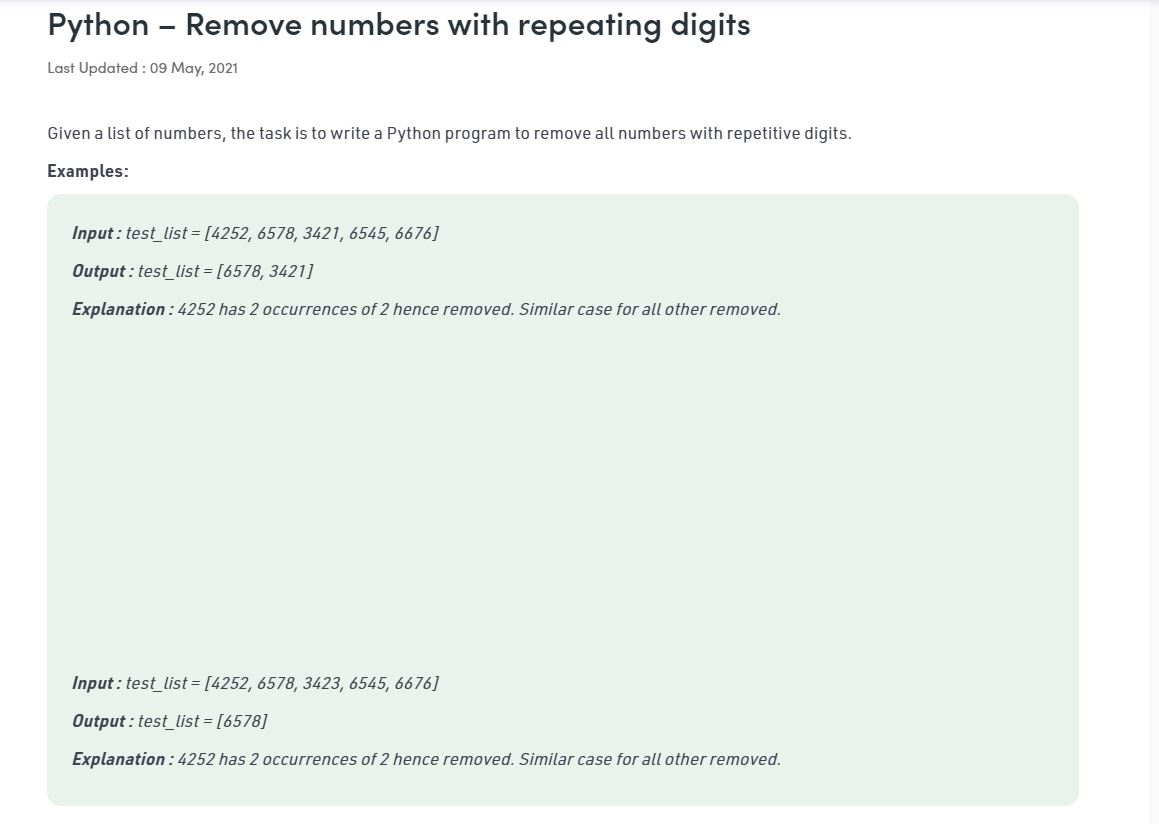 Python – Remove numbers with repeating digits
Last Updated : 09 May, 2021
Given a list of numbers, the task is to write a Python program to remove all numbers with repetitive digits.
Examples:
Input : test_list = [4252, 6578, 3421, 6545, 6676]
Output : test_list = [6578, 3421]
Explanation : 4252 has 2 occurrences of 2 hence removed. Similar case for all other removed.
Input : test_list = [4252, 6578, 3423, 6545, 6676]
Output : test_list = [6578]
Explanation : 4252 has 2 occurrences of 2 hence removed. Similar case for all other removed.